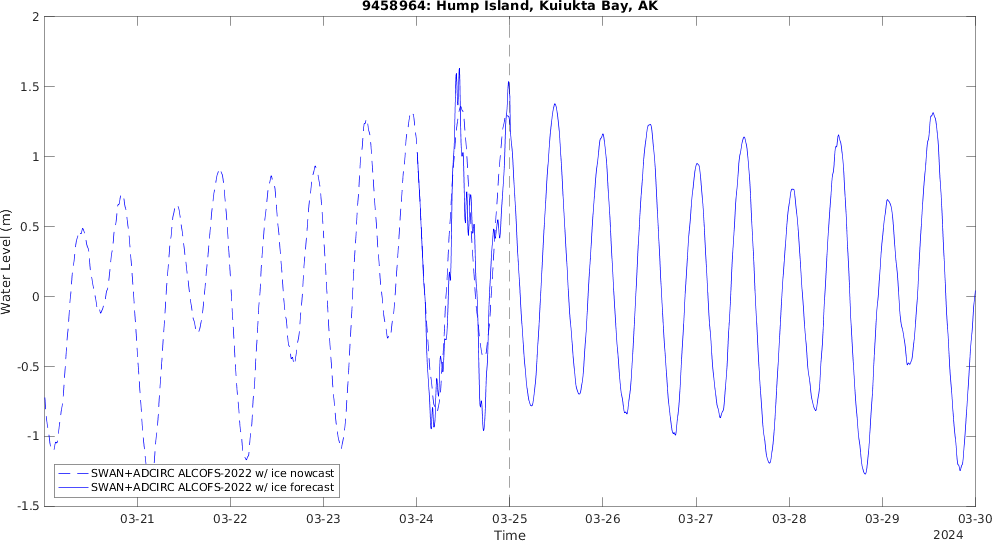 9458964: Hump Island, Kuiukta Bay, AK
2
1.5
1
0.5
0
-0.5
-1
-1.5
Water Level (m)
SWAN+ADCIRC ALCOFS-2022 w/ ice nowcast
SWAN+ADCIRC ALCOFS-2022 w/ ice forecast
03-21 03-22 03-23 03-24 03-25 03-26 03-27 03-28 03-29 03-30
Time
2024